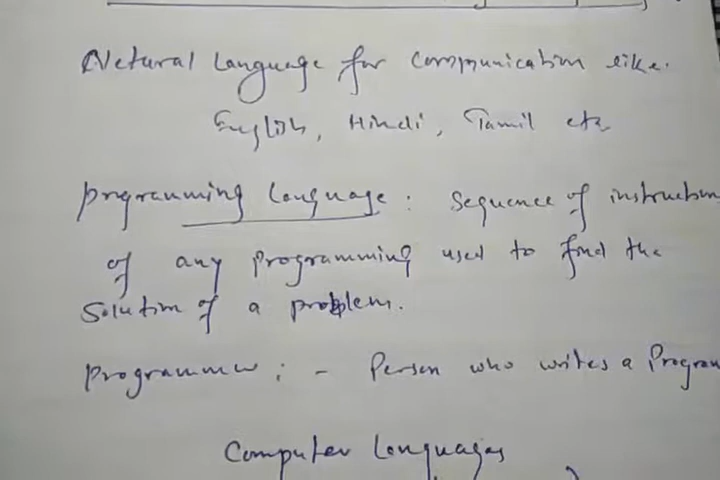 Netural Language for communication like.
English, Hindi, Tamil etc
programming Language : Sequence of instruction
of any programming used to find the
Solution of a problem.
programmer : - Person who writes a Program
Computer Languages